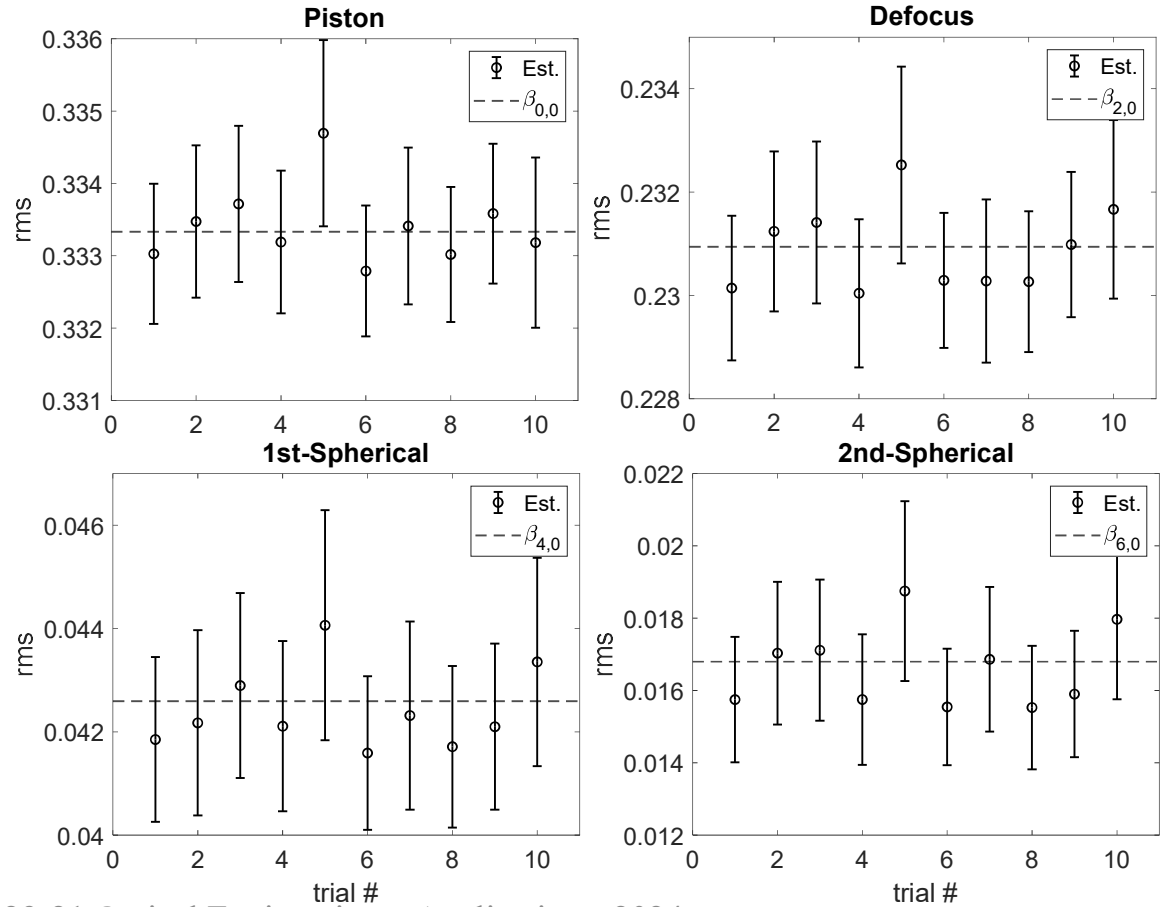 Piston
rms
0.336
0.335
0.334
0.333
0.332
0.331
0 2 4 6 8 10
Est.
β0,0
Defocus
rms
0.234
0.232
0.23
0.228
0 2 4 6 8 10
Est.
β2,0
1st-Spherical
rms
0.046
0.044
0.042
0.04
0 2 4 6 8 10
trial #
Est.
β4,0
2nd-Spherical
rms
0.022
0.02
0.018
0.016
0.014
0.012
0 2 4 6 8 10
trial #
Est.
β6,0